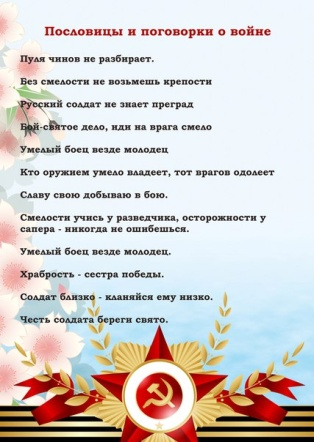 Пословицы и поговорки о войне
Пуля чинов не разбирает.
Без смелости не возьмешь крепости
Русский солдат не знает преград
Бой-святое дело, иди на врага смело
Умелый боец везде молодец
Кто оружием умело владеет, тот врагов одолеет
Славу свою добываю в бою.
Смелости учись у разведчика, осторожности у
сапера - никогда не ошибешься.
Умелый боец везде молодец.
Храбрость - сестра победы.
Солдат близко - кланяйся ему низко.
Честь солдата береги свято.